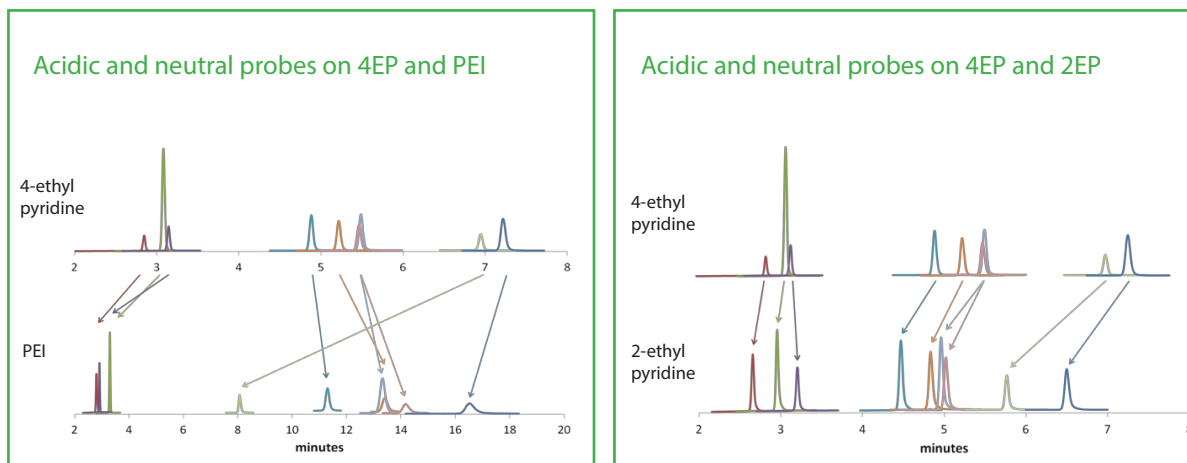 Acidic and neutral probes on 4EP and PEI
4-ethyl
pyridine
2 3 4 5 6 7 8
PEI
2 4 6 8 10 12 14 16 18 20
minutes
Acidic and neutral probes on 4EP and 2EP
4-ethyl
pyridine
2-ethyl
pyridine
2 3 4 5 6 7 8
minutes